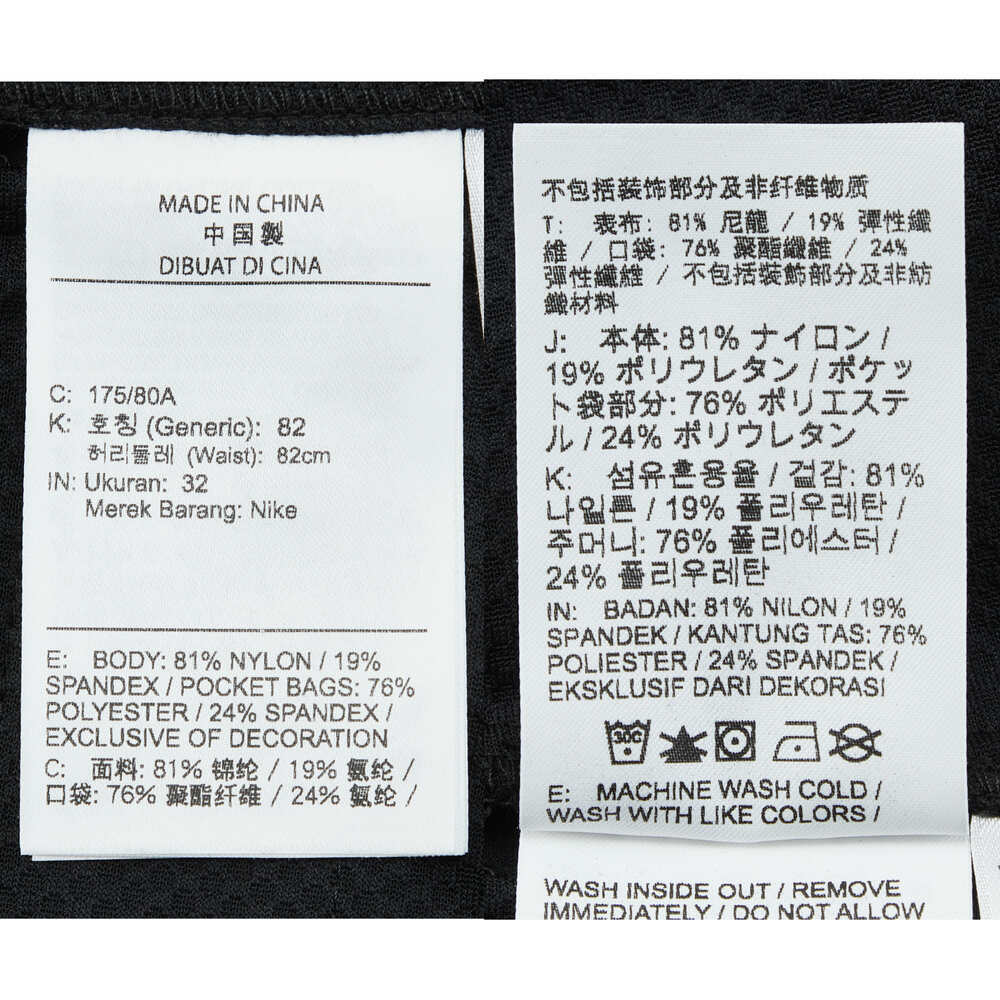 MADE IN CHINA
中国製
DIBUAT DI CINA
C: 175/80A
K: 호칭 (Generic): 82
허리둘레 (Waist): 82cm
IN: Ukuran: 32
Merek Barang: Nike
E: BODY: 81% NYLON / 19%
SPANDEX / POCKET BAGS: 76%
POLYESTER / 24% SPANDEX /
EXCLUSIVE OF DECORATION
C: 面料: 81% 锦纶 / 19% 氨纶 /
口袋: 76% 聚酯纤维 / 24% 氨纶 /
不包括装饰部分及非纤维物质
T: 表布: 81% 尼龍 / 19% 彈性纖
維 / 口袋: 76% 聚酯纖維 / 24%
彈性纖維 / 不包括裝飾部分及非紡
織材料
J: 本体: 81% ナイロン /
19% ポリウレタン / ポケッ
ト袋部分: 76% ポリエステ
ル / 24% ポリウレタン
K: 섬유혼용율 / 겉감: 81%
나일론 / 19% 폴리우레탄 /
주머니: 76% 폴리에스터 /
24% 폴리우레탄
IN: BADAN: 81% NILON / 19%
SPANDEK / KANTUNG TAS: 76%
POLIESTER / 24% SPANDEK /
EKSKLUSIF DARI DEKORASI
30C
E: MACHINE WASH COLD /
WASH WITH LIKE COLORS /
WASH INSIDE OUT / REMOVE
IMMEDIATELY / DO NOT ALLOW